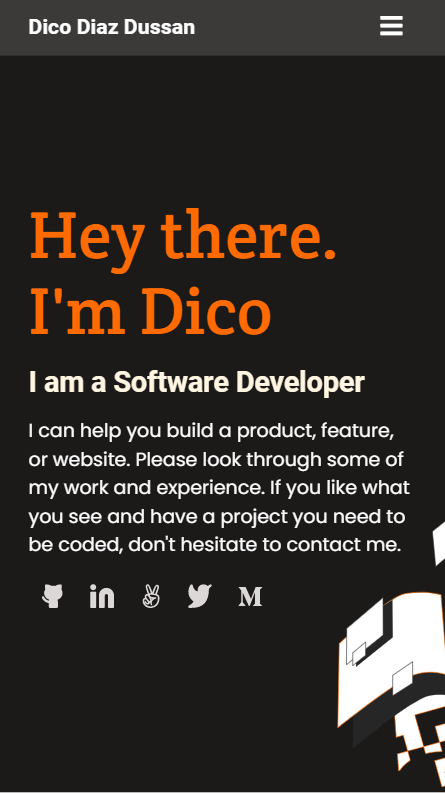 Dico Diaz Dussan
Hey there.
I'm Dico
I am a Software Developer
I can help you build a product, feature,
or website. Please look through some of
my work and experience. If you like what
you see and have a project you need to
be coded, don't hesitate to contact me.